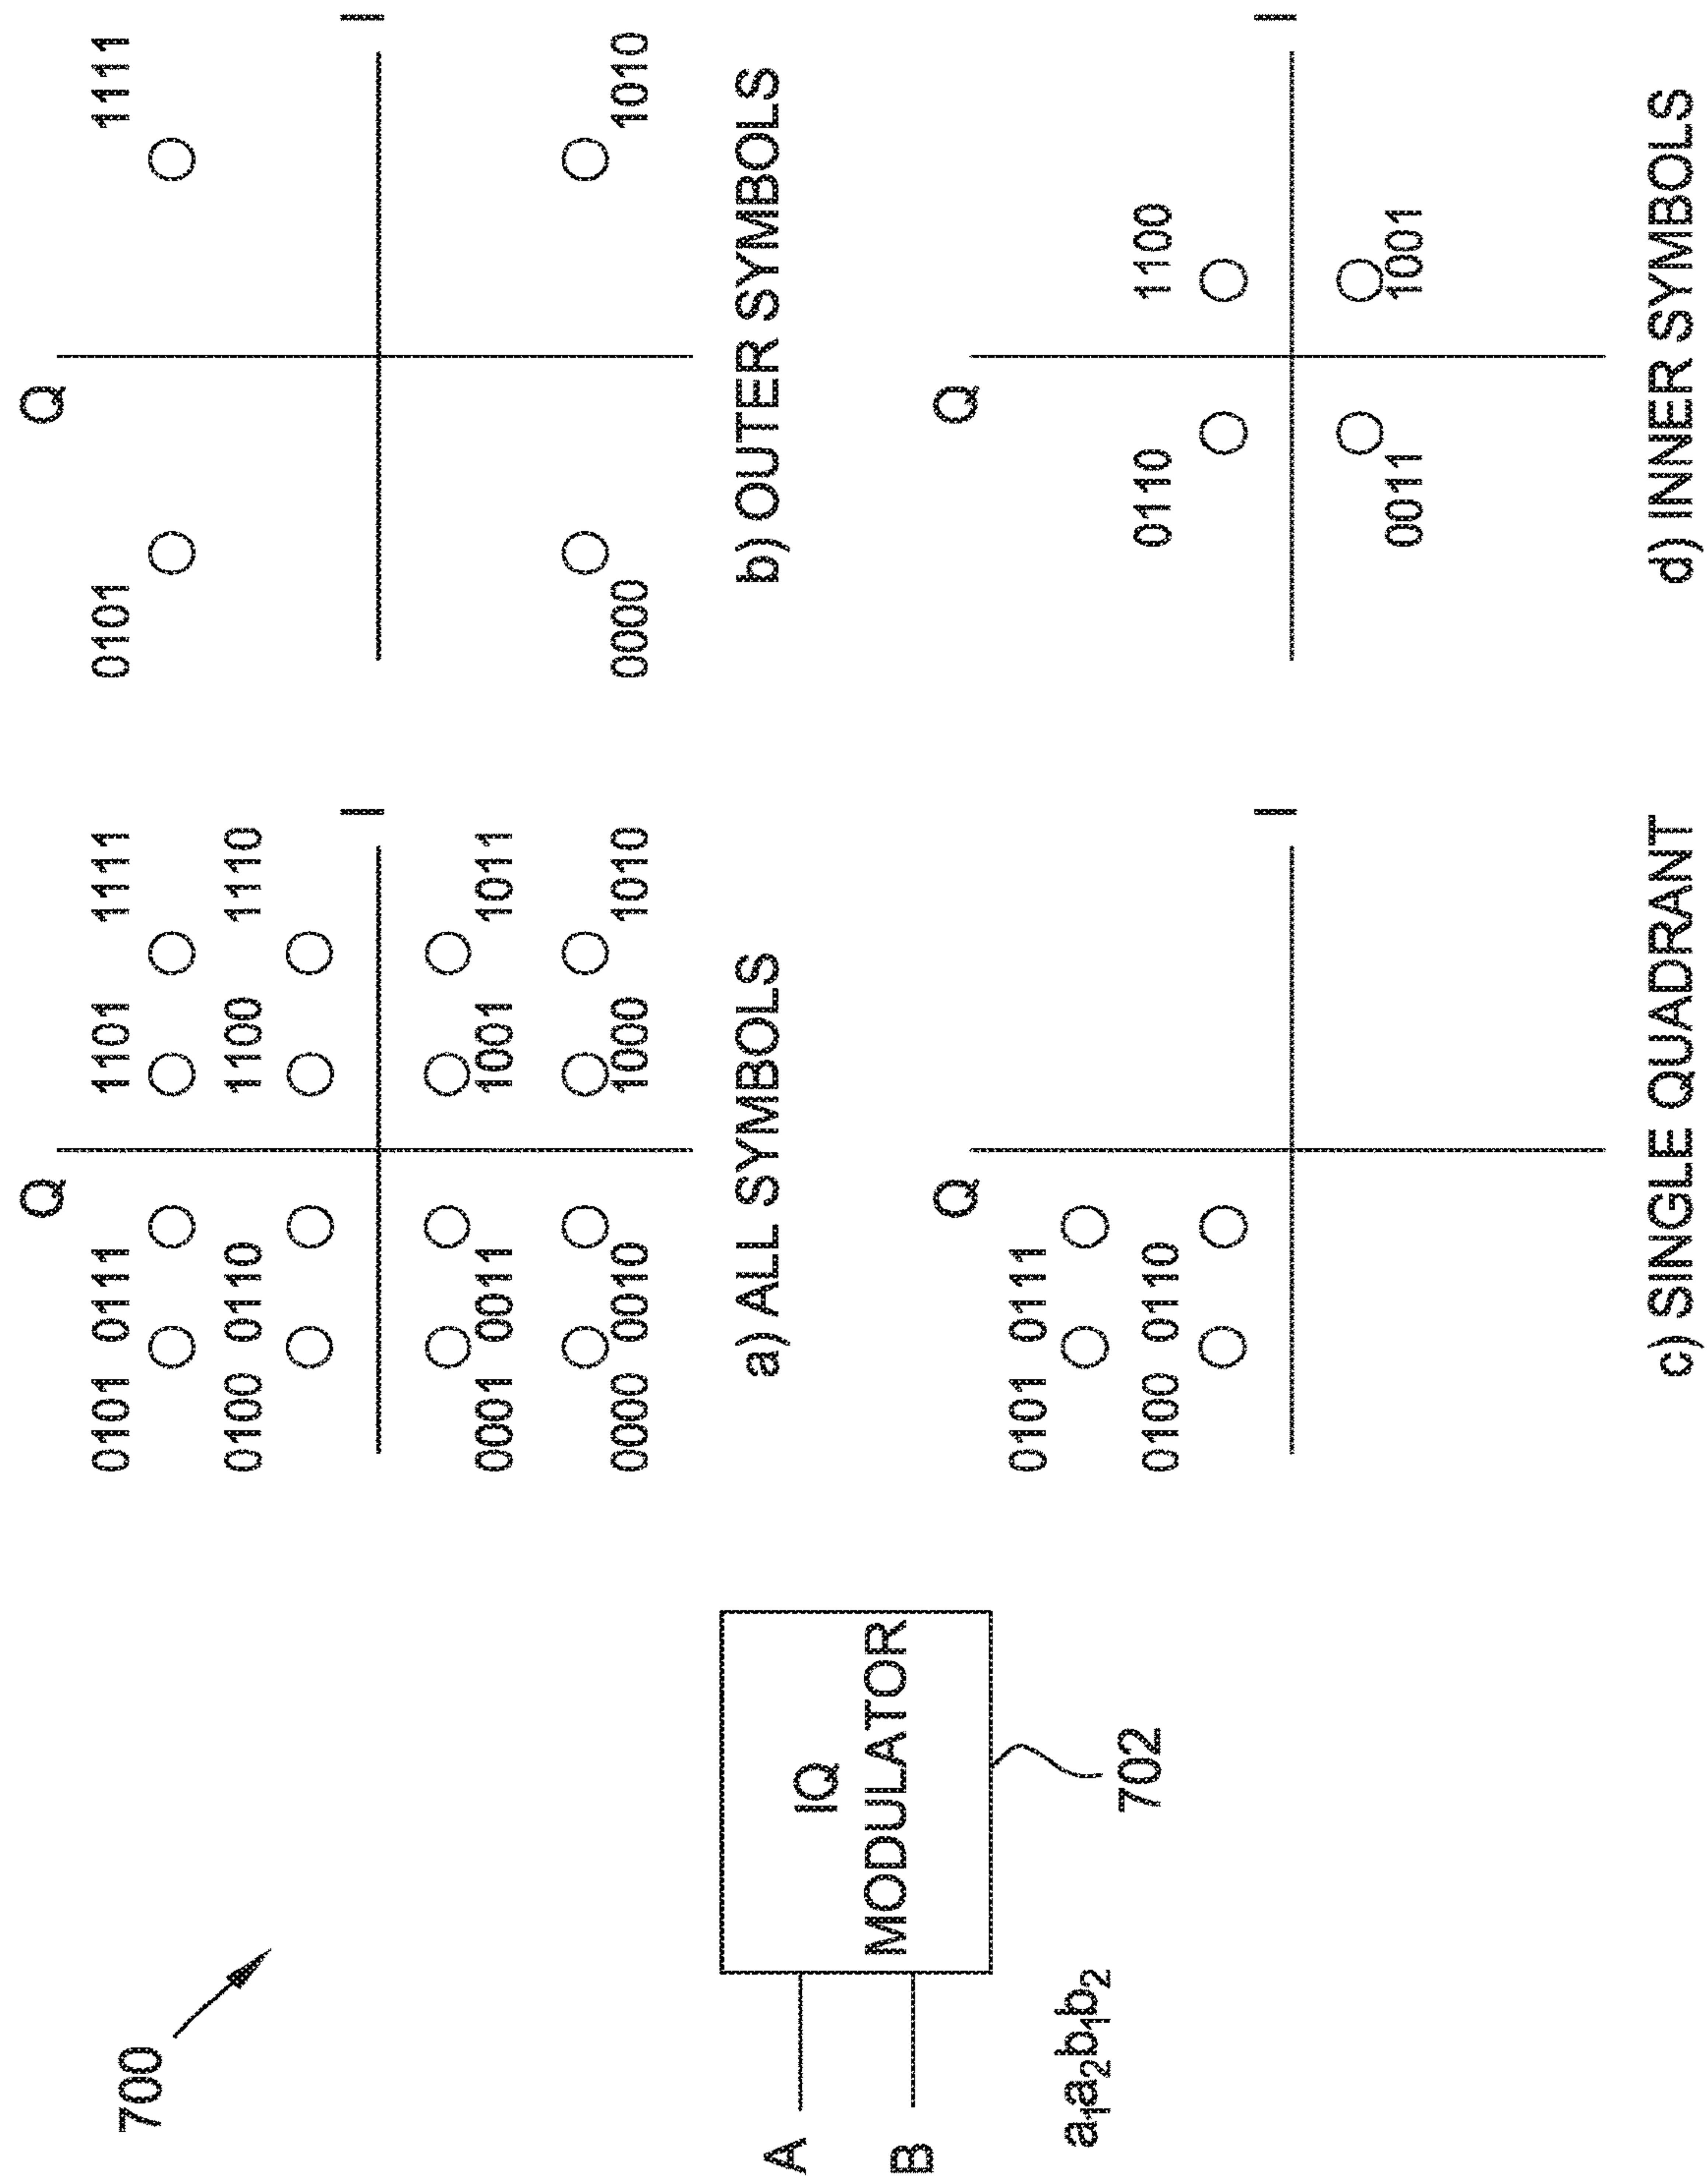 700
A
B
IQ
MODULATOR
702
a₁a₂b₁b₂
Q
0101 0111 1101 1111
0100 0110 1100 1110
I
0001 0011 1001 1011
0000 0010 1000 1010
a) ALL SYMBOLS
Q
0101 1111
I
0000 1010
b) OUTER SYMBOLS
Q
0101 0111
0100 0110
I
c) SINGLE QUADRANT
Q
0110 1100
I
0011 1001
d) INNER SYMBOLS